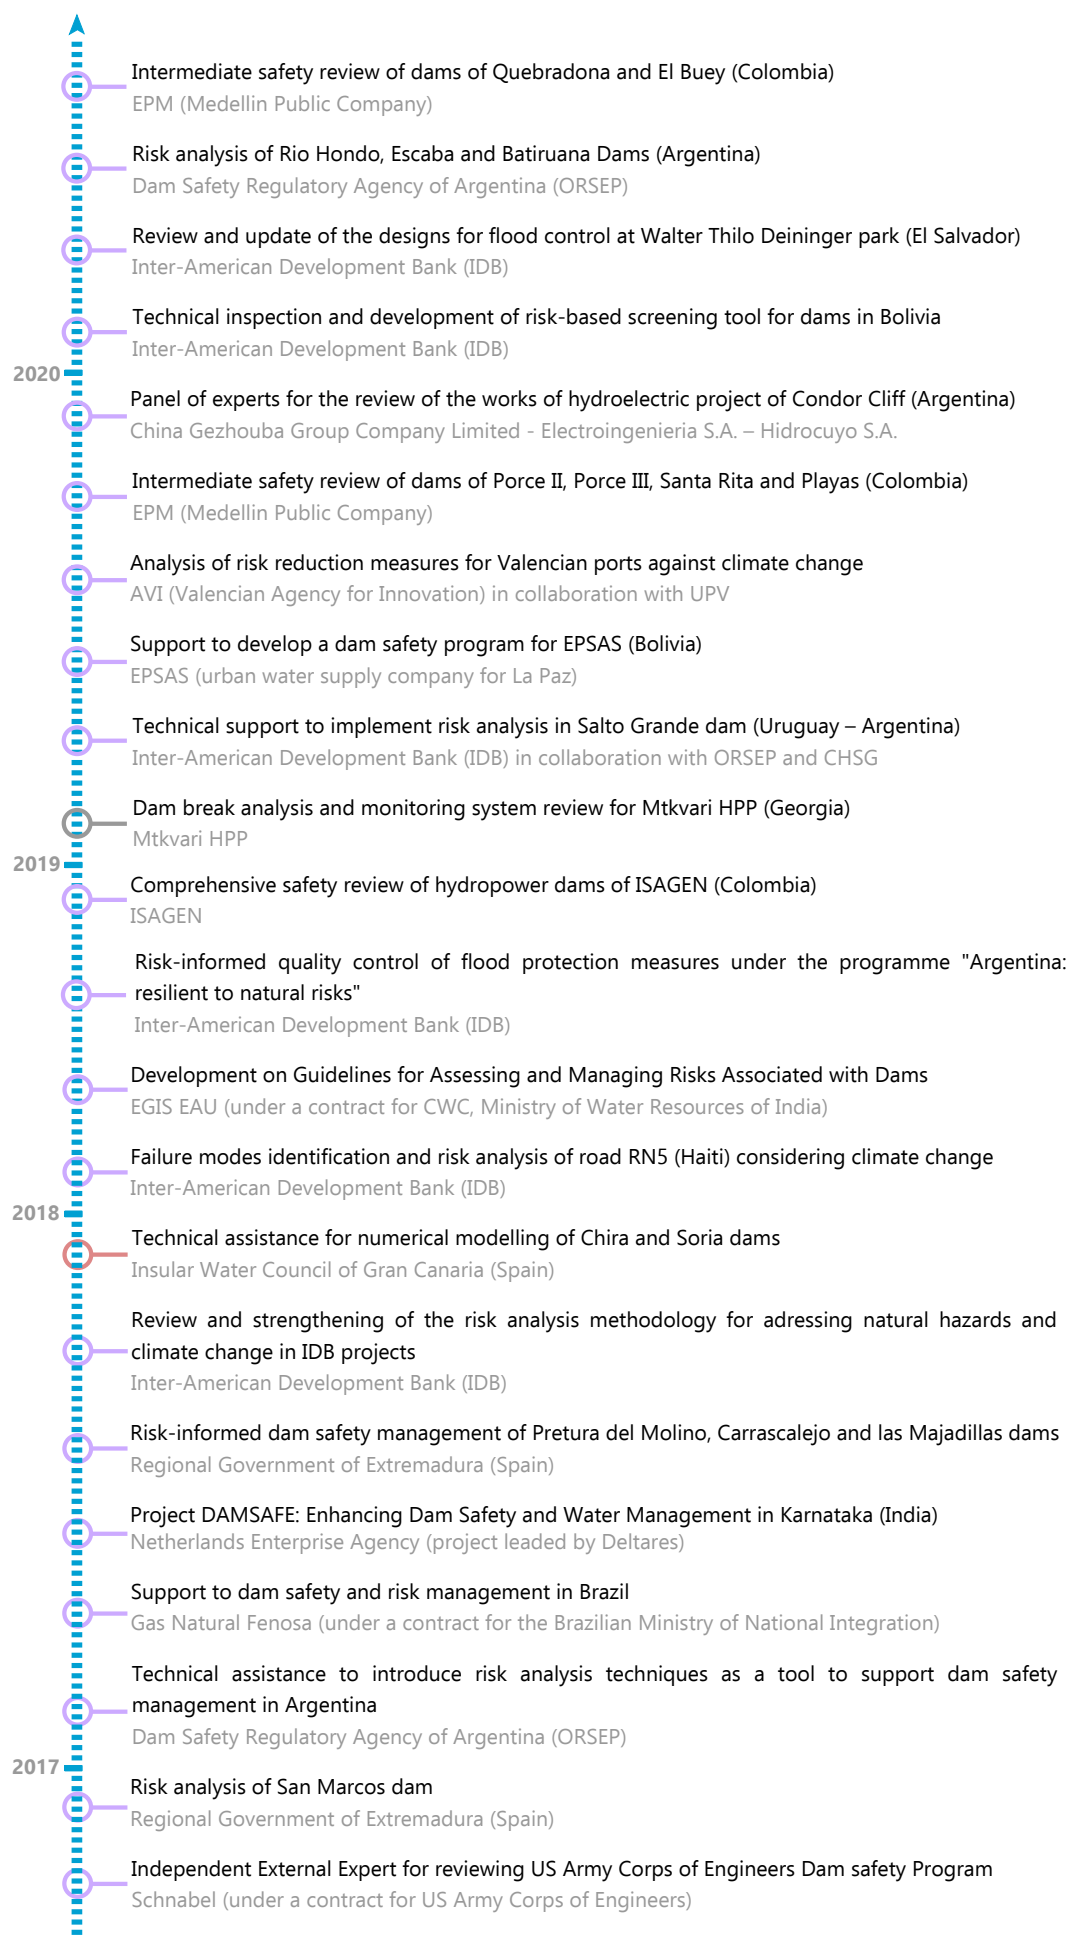 Intermediate safety review of dams of Quebradona and El Buey (Colombia)
EPM (Medellin Public Company)
Risk analysis of Rio Hondo, Escaba and Batiruana Dams (Argentina)
Dam Safety Regulatory Agency of Argentina (ORSEP)
Review and update of the designs for flood control at Walter Thilo Deininger park (El Salvador)
Inter-American Development Bank (IDB)
Technical inspection and development of risk-based screening tool for dams in Bolivia
Inter-American Development Bank (IDB)
2020
Panel of experts for the review of the works of hydroelectric project of Condor Cliff (Argentina)
China Gezhouba Group Company Limited - Electroingenieria S.A. – Hidrocuyo S.A.
Intermediate safety review of dams of Porce II, Porce III, Santa Rita and Playas (Colombia)
EPM (Medellin Public Company)
Analysis of risk reduction measures for Valencian ports against climate change
AVI (Valencian Agency for Innovation) in collaboration with UPV
Support to develop a dam safety program for EPSAS (Bolivia)
EPSAS (urban water supply company for La Paz)
Technical support to implement risk analysis in Salto Grande dam (Uruguay – Argentina)
Inter-American Development Bank (IDB) in collaboration with ORSEP and CHSG
Dam break analysis and monitoring system review for Mtkvari HPP (Georgia)
Mtkvari HPP
2019
Comprehensive safety review of hydropower dams of ISAGEN (Colombia)
ISAGEN
Risk-informed quality control of flood protection measures under the programme "Argentina:
resilient to natural risks"
Inter-American Development Bank (IDB)
Development on Guidelines for Assessing and Managing Risks Associated with Dams
EGIS EAU (under a contract for CWC, Ministry of Water Resources of India)
Failure modes identification and risk analysis of road RN5 (Haiti) considering climate change
Inter-American Development Bank (IDB)
2018
Technical assistance for numerical modelling of Chira and Soria dams
Insular Water Council of Gran Canaria (Spain)
Review and strengthening of the risk analysis methodology for adressing natural hazards and
climate change in IDB projects
Inter-American Development Bank (IDB)
Risk-informed dam safety management of Pretura del Molino, Carrascalejo and las Majadillas dams
Regional Government of Extremadura (Spain)
Project DAMSAFE: Enhancing Dam Safety and Water Management in Karnataka (India)
Netherlands Enterprise Agency (project leaded by Deltares)
Support to dam safety and risk management in Brazil
Gas Natural Fenosa (under a contract for the Brazilian Ministry of National Integration)
Technical assistance to introduce risk analysis techniques as a tool to support dam safety
management in Argentina
Dam Safety Regulatory Agency of Argentina (ORSEP)
2017
Risk analysis of San Marcos dam
Regional Government of Extremadura (Spain)
Independent External Expert for reviewing US Army Corps of Engineers Dam safety Program
Schnabel (under a contract for US Army Corps of Engineers)